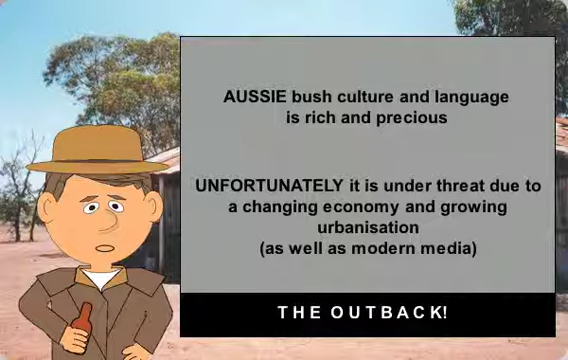 AUSSIE bush culture and language
is rich and precious
UNFORTUNATELY it is under threat due to
a changing economy and growing
urbanisation
(as well as modern media)
THE OUTBACK!